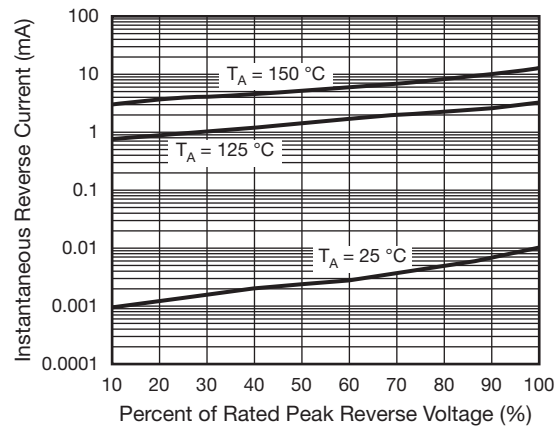 Instantaneous Reverse Current (mA)
100
10
1
0.1
0.01
0.001
0.0001
T_A = 150 °C
T_A = 125 °C
T_A = 25 °C
10 20 30 40 50 60 70 80 90 100
Percent of Rated Peak Reverse Voltage (%)